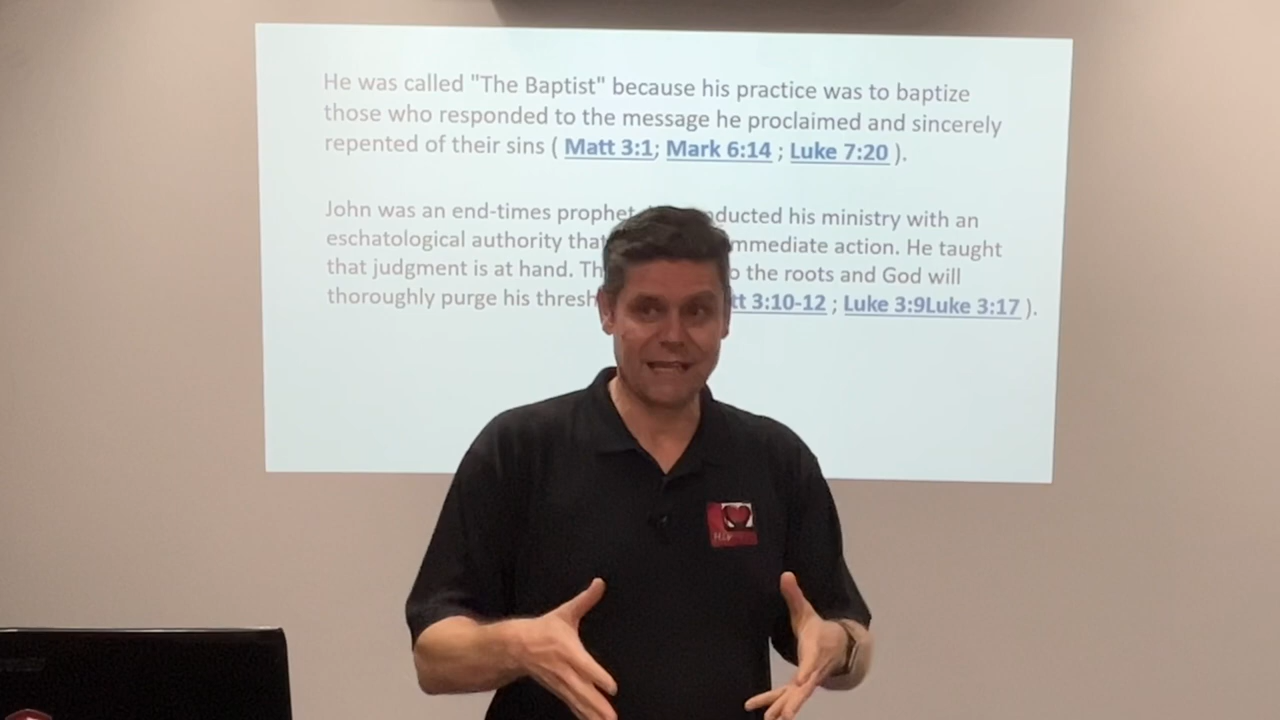 He was called "The Baptist" because his practice was to baptize
those who responded to the message he proclaimed and sincerely
repented of their sins ( Matt 3:1; Mark 6:14 ; Luke 7:20 ).
John was an end-times prophet. ducted his ministry with an
eschatological authority that mmediate action. He taught
that judgment is at hand. Th o the roots and God will
thoroughly purge his thresh tt 3:10-12 ; Luke 3:9Luke 3:17 ).